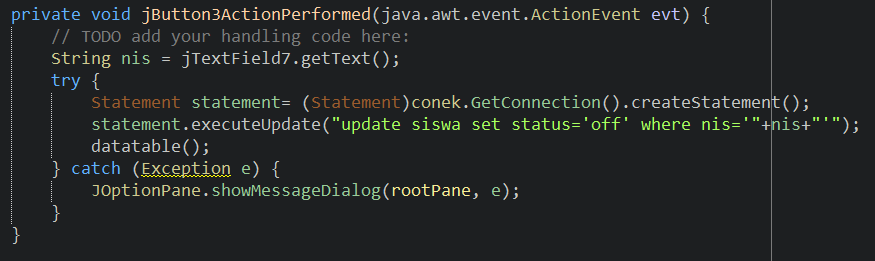 private void jButton3ActionPerformed(java.awt.event.ActionEvent evt) {
// TODO add your handling code here:
String nis = jTextField7.getText();
try {
Statement statement= (Statement)conek.GetConnection().createStatement();
statement.executeUpdate("update siswa set status='off' where nis='"+nis+"'");
datatable();
} catch (Exception e) {
JOptionPane.showMessageDialog(rootPane, e);
}
}